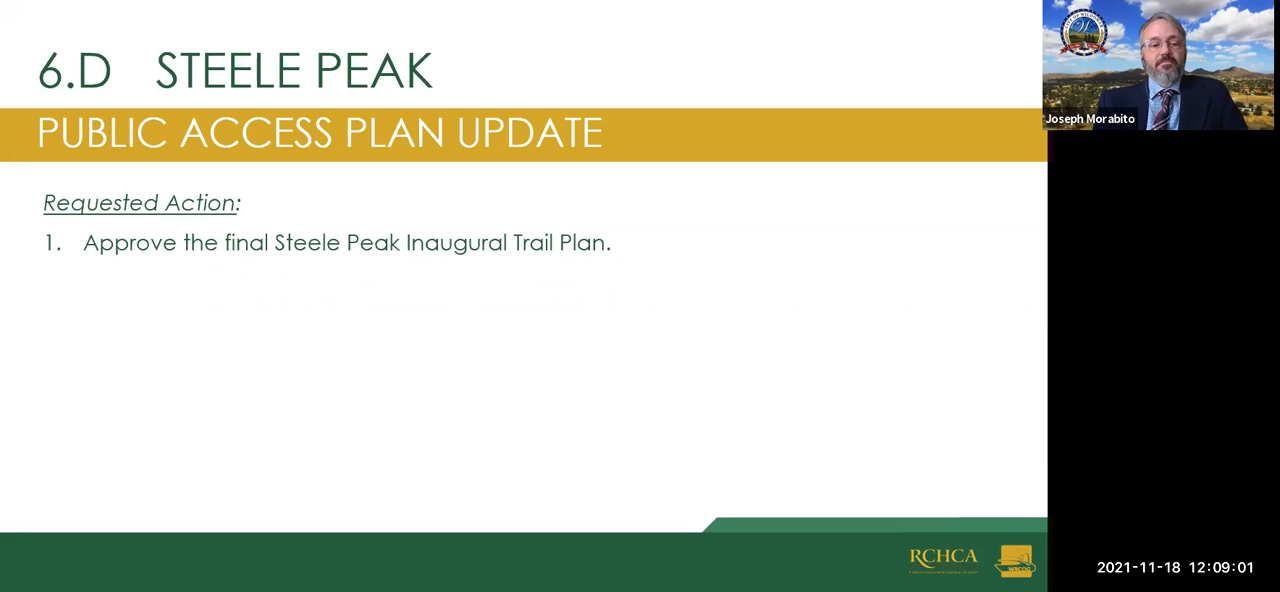 6.D STEELE PEAK
PUBLIC ACCESS PLAN UPDATE
Requested Action:
1. Approve the final Steele Peak Inaugural Trail Plan.
Joseph Morabito
RCHCA
WRCOG
2021-11-18 12:09:01